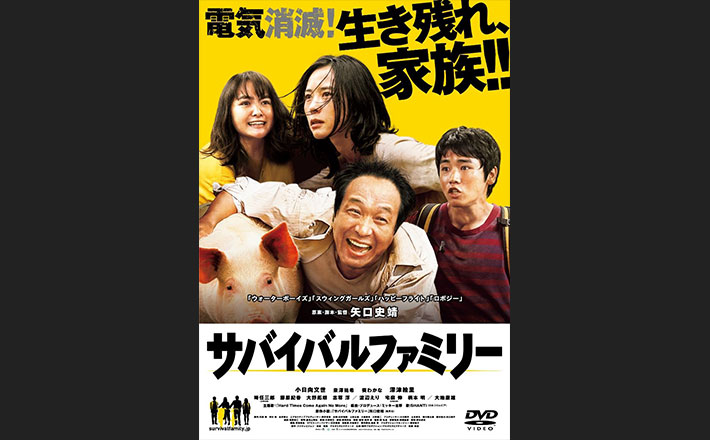 電気消滅！生き残れ、
家族!!
「ウォーターボーイズ」「スウィングガールズ」「ハッピーフライト」「ロボジー」
原案・脚本・監督 矢口史靖
サバイバルファミリー
小日向文世 泉澤祐希 葵わかな 深津絵里
時任三郎 藤原紀香 大野拓朗 志尊 淳／渡辺えり 宅麻 伸 柄本 明／大地康雄
survivalfamily.jp
DVD
VIDEO